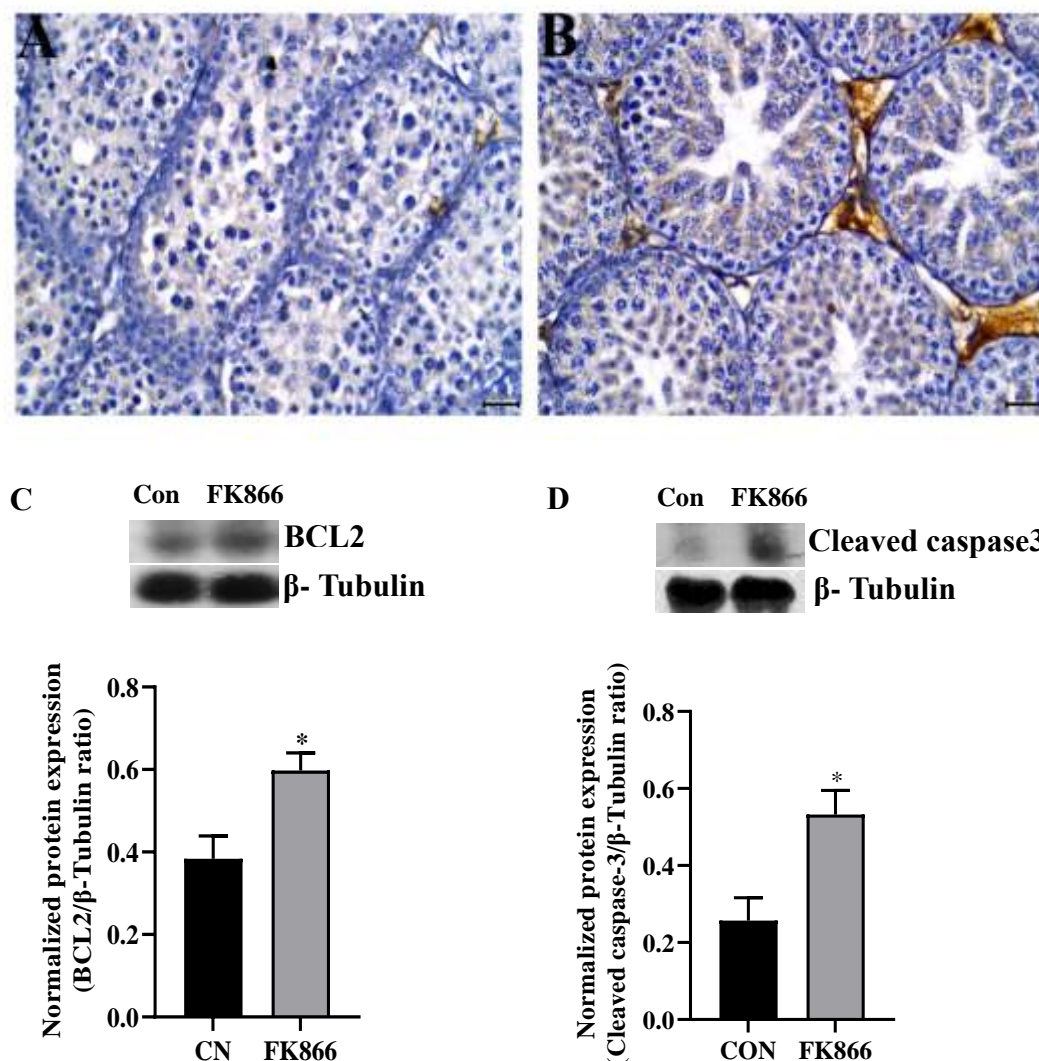 A
B
C
Con FK866
BCL2
β- Tubulin
D
Con FK866
Cleaved caspase3
β- Tubulin
Normalized protein expression
(BCL2/β-Tubulin ratio)
0.8
0.6
0.4
0.2
0.0
*
CN FK866
Normalized protein expression
(Cleaved caspase-3/β-Tubulin ratio)
0.8
0.6
0.4
0.2
0.0
*
CON FK866